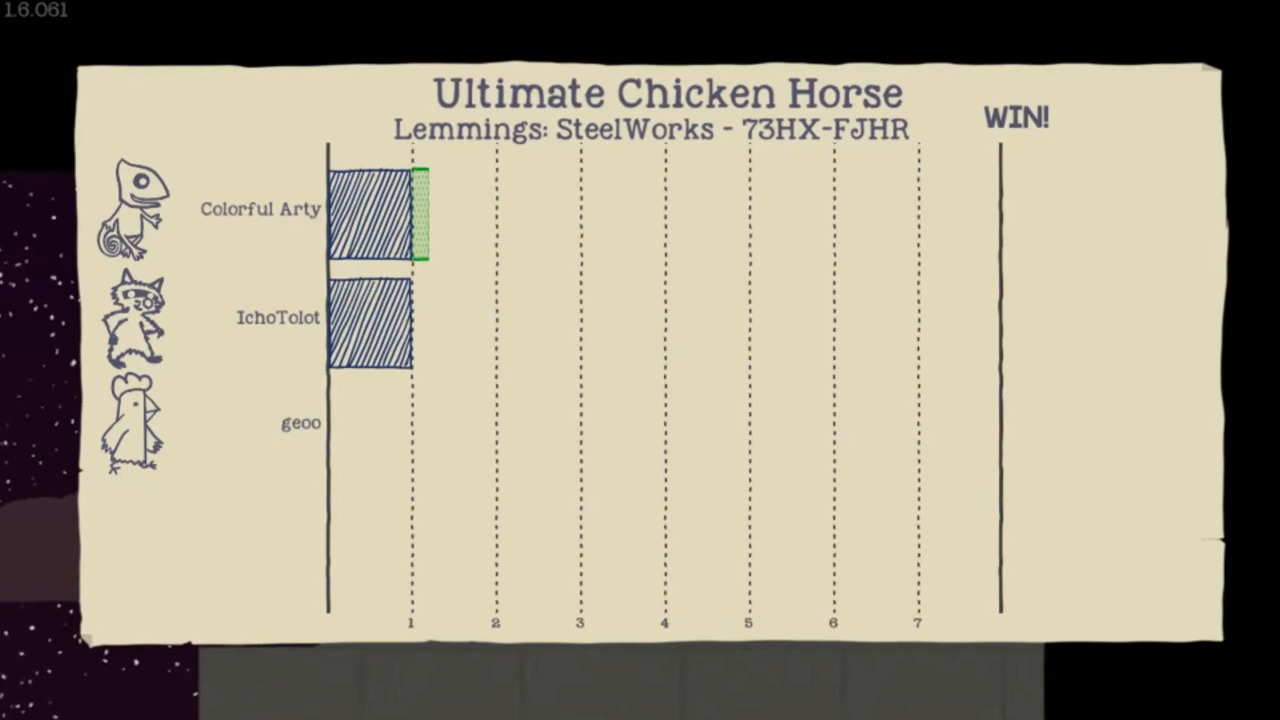 1.6.061
Ultimate Chicken Horse
Lemmings: SteelWorks - 73HX-FJHR
WIN!
Colorful Arty
IchoTolot
geoo
1 2 3 4 5 6 7